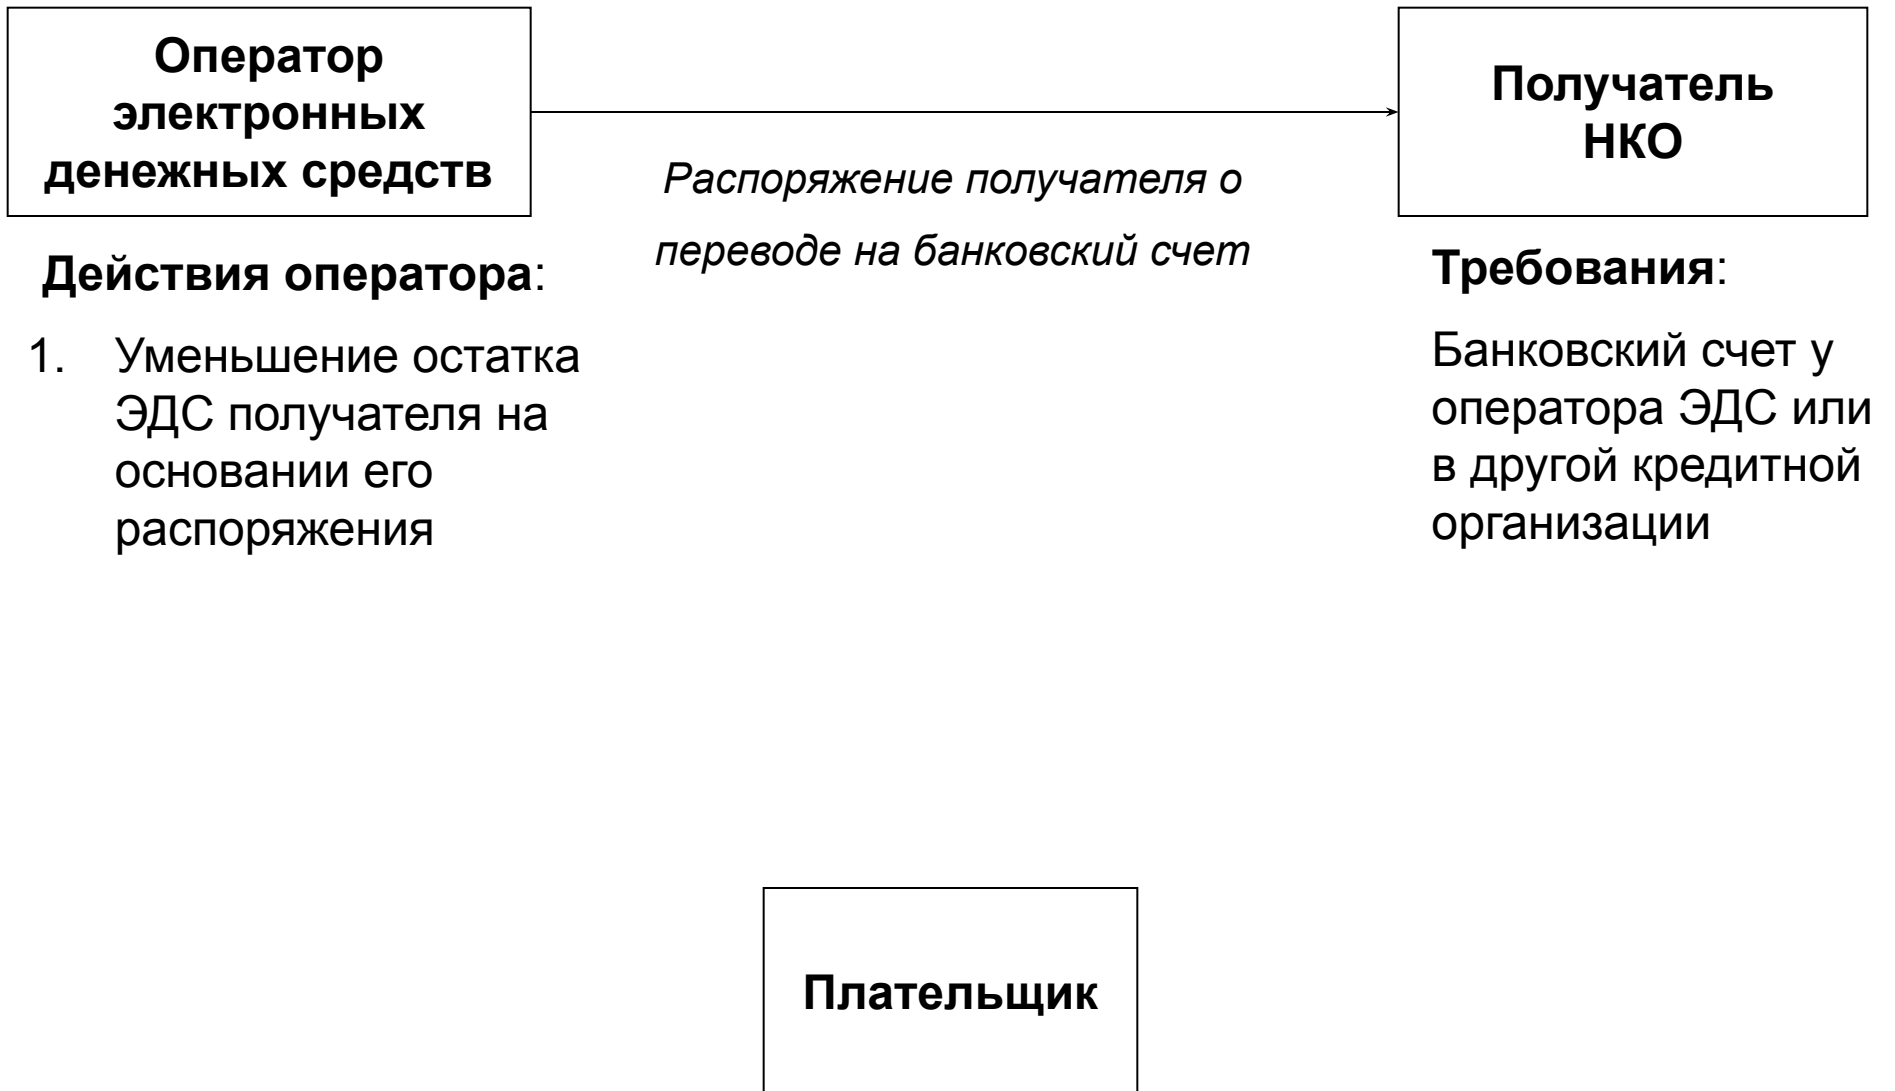 Оператор
электронных
денежных средств
Получатель
НКО
Распоряжение получателя о
переводе на банковский счет
Действия оператора:
1. Уменьшение остатка
ЭДС получателя на
основании его
распоряжения
Требования:
Банковский счет у
оператора ЭДС или
в другой кредитной
организации
Плательщик